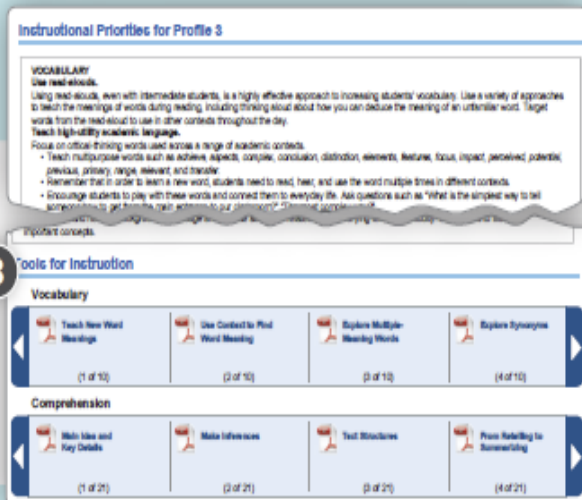 Instructional Priorities for Profile 3
VOCABULARY
Use read-alouds.
Using read-alouds, even with intermediate students, is a highly effective approach to increasing students' vocabulary. Use a variety of approaches
to teach the meanings of words during reading, including thinking aloud about how you can deduce the meaning of an unfamiliar word. Target
words from the read-aloud to use in other contexts throughout the day.
Teach high-utility academic language.
Focus on critical-thinking words used across a range of academic contexts.
• Teach multipurpose words such as achieve, aspects, complex, conclusion, distinction, elements, features, focus, impact, perceived, potential,
previous, primary, range, relevant, and transfer.
• Remember that in order to learn a new word, students need to read, hear, and use the word multiple times in different contexts.
• Encourage students to play with these words and connect them to everyday life. Ask questions such as "What is the simplest way to tell
important concepts.
3
Tools for Instruction
Vocabulary
Teach New Word Meanings
(1 of 10)
Use Context to Find Word Meaning
(2 of 10)
Explore Multiple-Meaning Words
(3 of 10)
Explore Synonyms
(4 of 10)
Comprehension
Main Idea and Key Details
(1 of 21)
Make Inferences
(2 of 21)
Text Structures
(3 of 21)
From Retelling to Summarizing
(4 of 21)